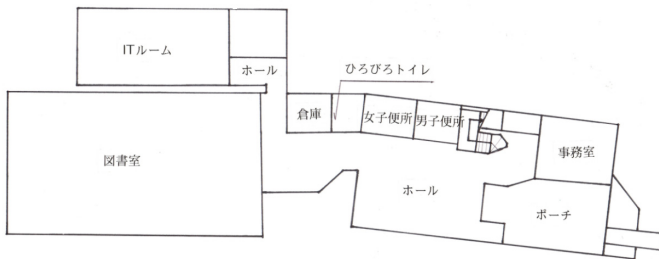 ITルーム
ホール
ひろびろトイレ
倉庫
女子便所
男子便所
事務室
図書室
ホール
ポーチ